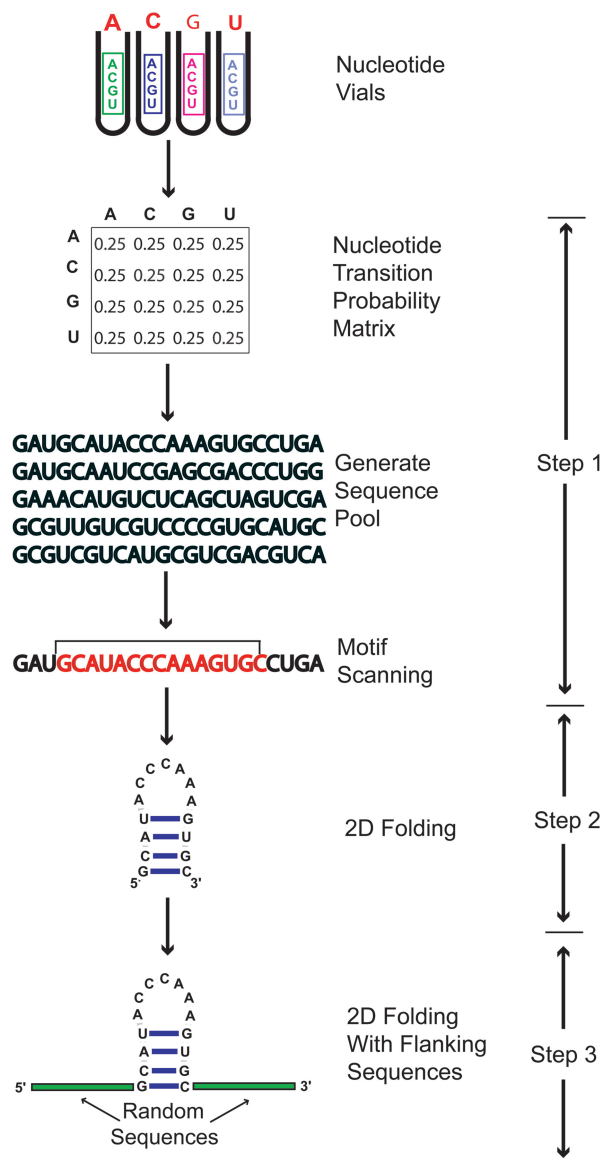 A C G U
A A A A
C C C C
G G G G
U U U U
Nucleotide
Vials
A C G U
A 0.25 0.25 0.25 0.25
C 0.25 0.25 0.25 0.25
G 0.25 0.25 0.25 0.25
U 0.25 0.25 0.25 0.25
Nucleotide
Transition
Probability
Matrix
GAUGCAUACCCAAAGUGCCUGA
GAUGCAAUCCGAGCGACCCUGG
GAAACAUGUCUCAGCUAGUCGA
GCGUUGUCGUCCCCGUGCAUGC
GCGUCGUCAUGCGUCGACGUCA
Generate
Sequence
Pool
Step 1
GAUGCAUACCCAAAGUGCCUGA
Motif
Scanning
C C A
C A
A A
U G
A U
C G
G C
5' 3'
2D Folding
Step 2
C C A
C A
A A
U G
A U
C G
G C
5' 3'
2D Folding
With Flanking
Sequences
Step 3
Random
Sequences